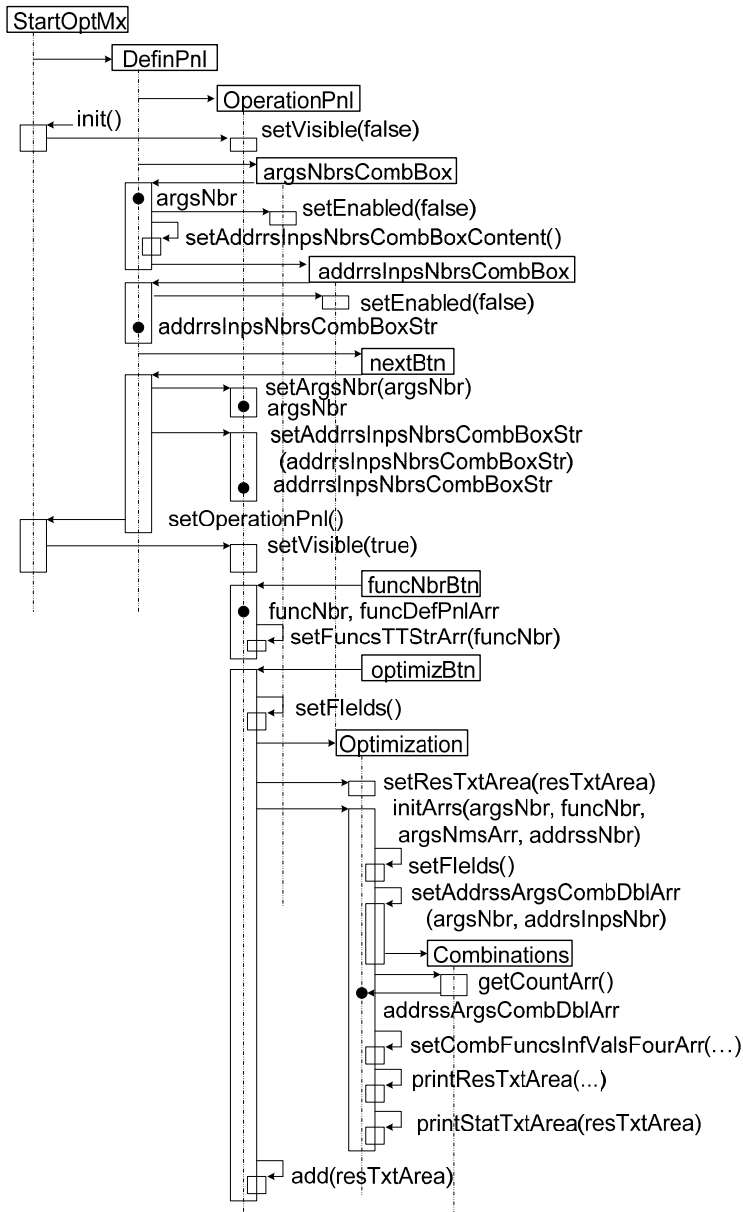 StartOptMx
DefinPnl
OperationPnl
init()
setVisible(false)
argsNbrsCombBox
argsNbr
setEnabled(false)
setAddrrsInpsNbrsCombBoxContent()
addrrsInpsNbrsCombBox
setEnabled(false)
addrrsInpsNbrsCombBoxStr
nextBtn
setArgsNbr(argsNbr)
argsNbr
setAddrrsInpsNbrsCombBoxStr
(addrrsInpsNbrsCombBoxStr)
addrrsInpsNbrsCombBoxStr
setOperationPnl()
setVisible(true)
funcNbrBtn
funcNbr, funcDefPnlArr
setFuncsTTStrArr(funcNbr)
optimizBtn
setFIelds()
Optimization
setResTxtArea(resTxtArea)
initArrs(argsNbr, funcNbr,
argsNmsArr, addrssNbr)
setFIelds()
setAddrssArgsCombDblArr
(argsNbr, addrsInpsNbr)
Combinations
getCountArr()
addrssArgsCombDblArr
setCombFuncsInfValsFourArr(…)
printResTxtArea(...)
printStatTxtArea(resTxtArea)
add(resTxtArea)